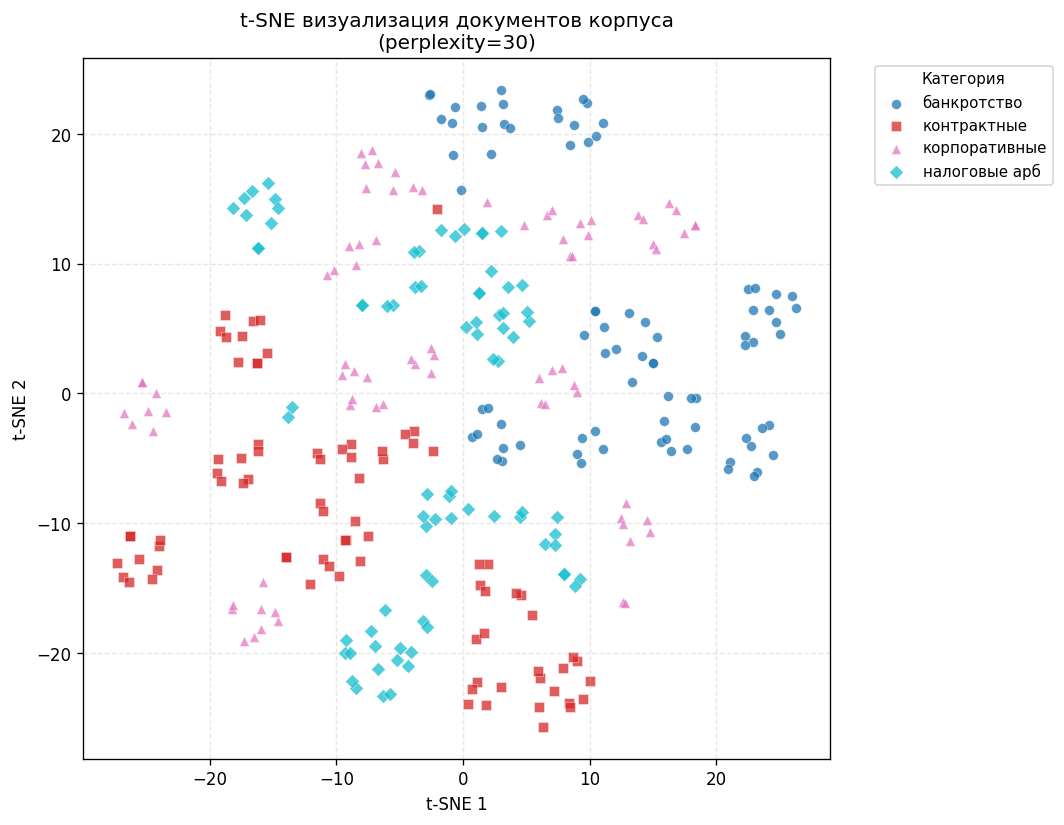 t-SNE визуализация документов корпуса
(perplexity=30)
Категория
банкротство
контрактные
корпоративные
налоговые арб
20
10
0
−10
−20
t-SNE 2
−20
−10
0
10
20
t-SNE 1